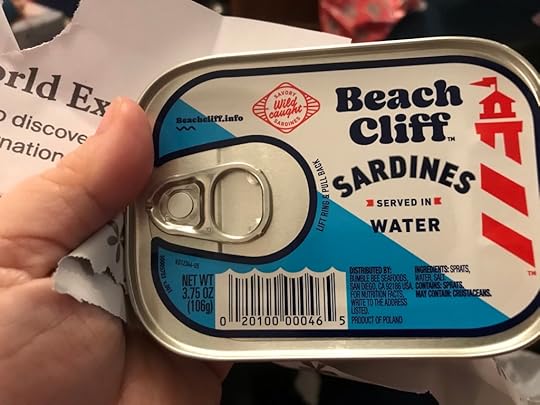 orld Ex
o discove
rnation
Beachcliff.info
SAVORY
Wild
caught
SARDINES
Beach
Cliff™
SARDINES
SERVED IN
WATER
LIFT RING & PULL BACK
NET WT
3.75 OZ
(106g)
0 20100 00046 5
DISTRIBUTED BY:
BUMBLE BEE SEAFOODS,
SAN DIEGO, CA 92186 USA.
FOR NUTRITION FACTS,
WRITE TO THE ADDRESS
LISTED.
PRODUCT OF POLAND
INGREDIENTS: SPRATS,
WATER, SALT.
CONTAINS: SPRATS.
MAY CONTAIN: CRUSTACEANS.
TM